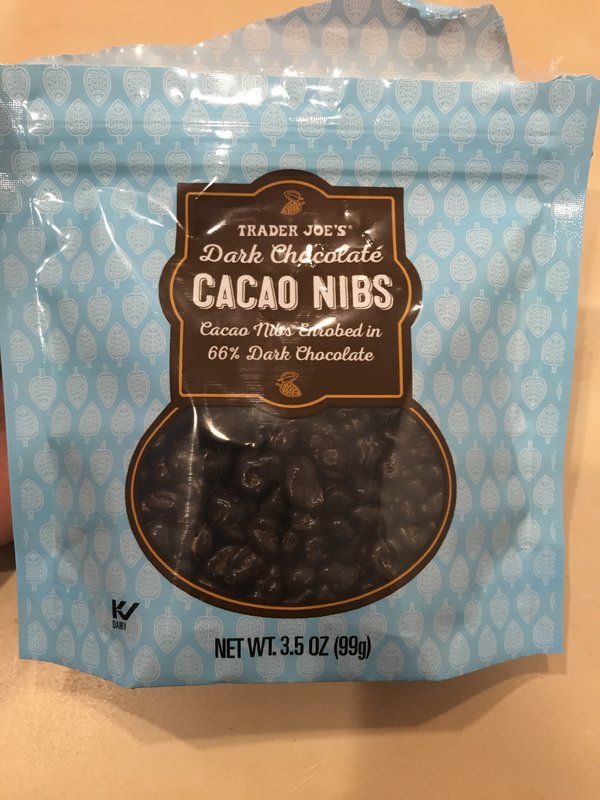 TRADER JOE'S
Dark Chocolate
CACAO NIBS
Cacao Nibs Enrobed in
66% Dark Chocolate
K
DAIRY
NET WT. 3.5 OZ (99g)